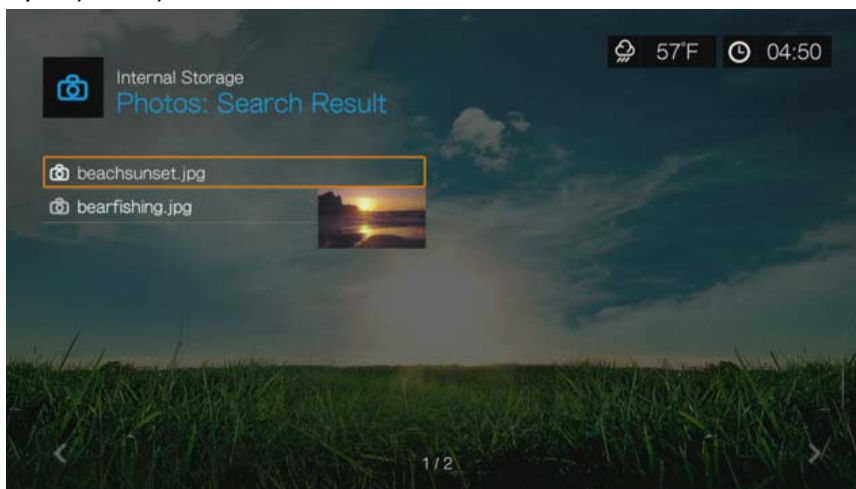 57°F 04:50
Internal Storage
Photos: Search Result
beachsunset.jpg
bearfishing.jpg
1/2